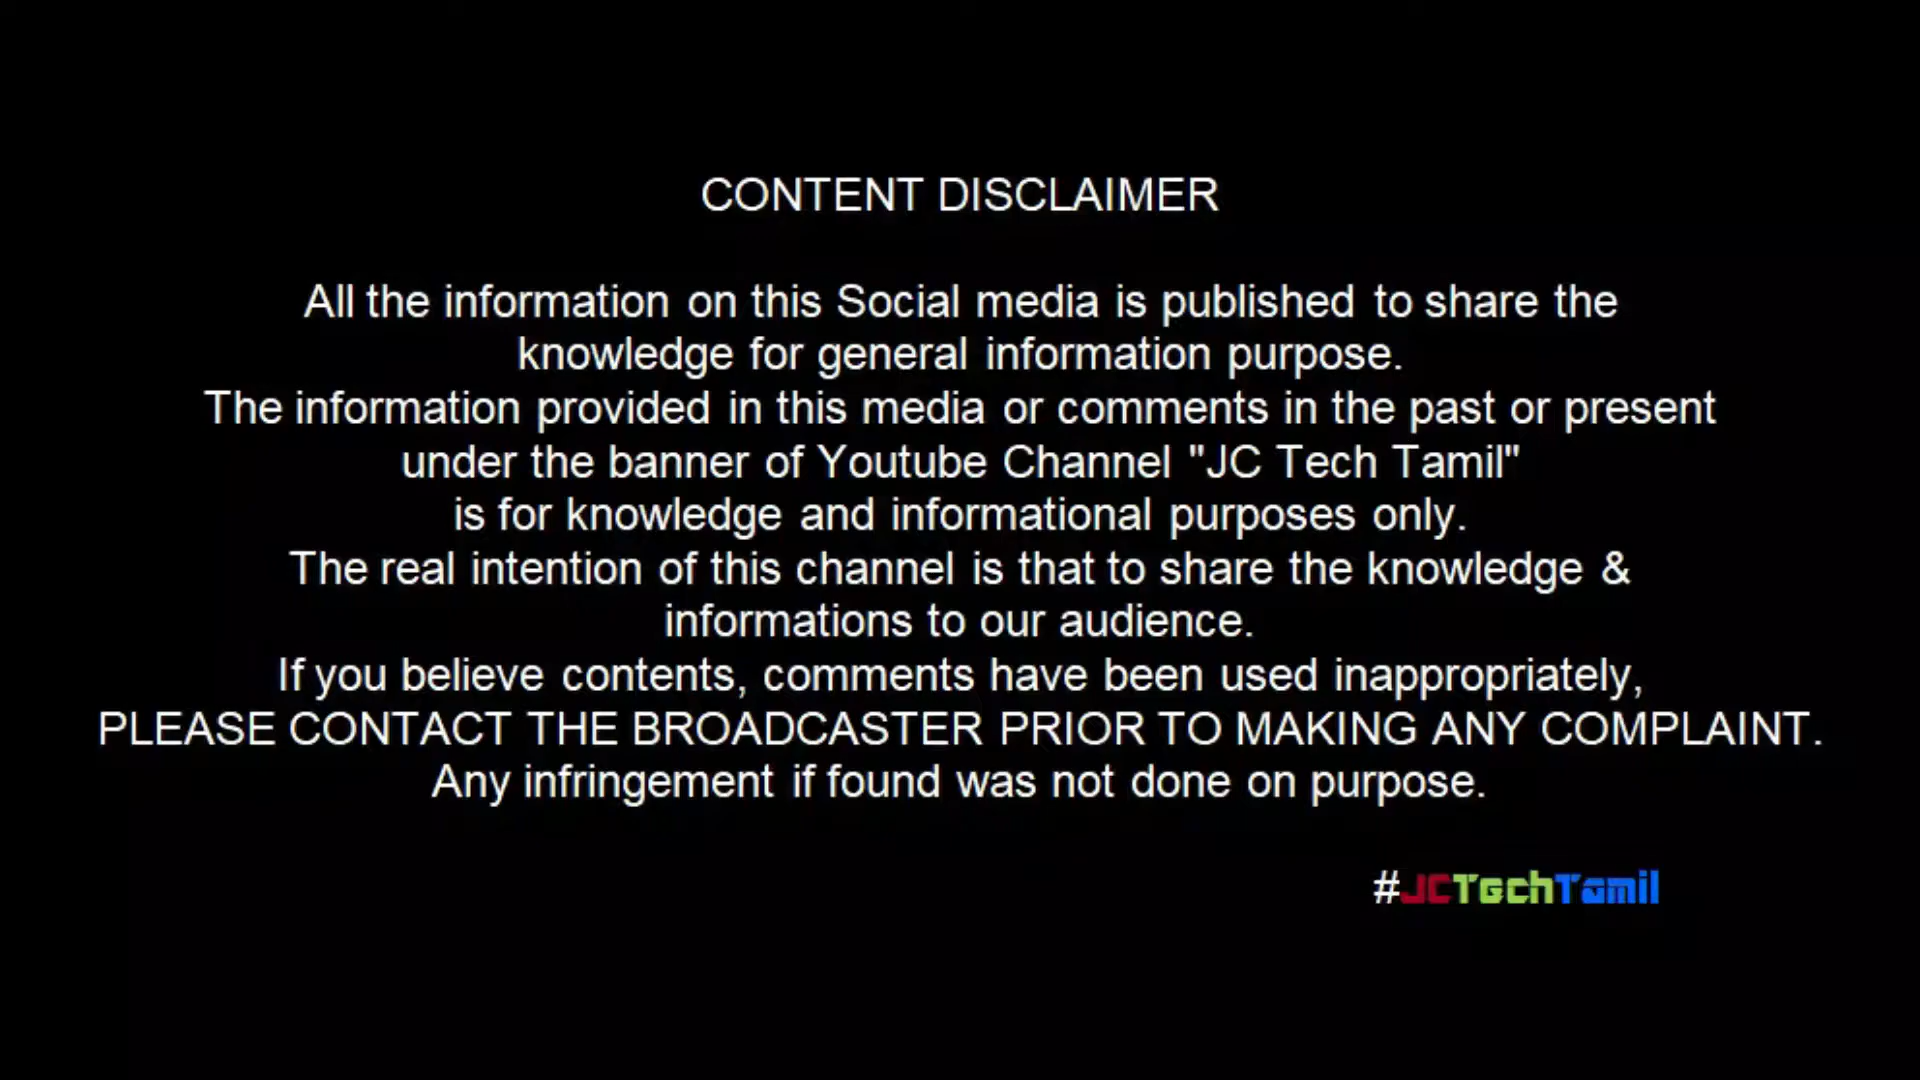 CONTENT DISCLAIMER
All the information on this Social media is published to share the
knowledge for general information purpose.
The information provided in this media or comments in the past or present
under the banner of Youtube Channel "JC Tech Tamil"
is for knowledge and informational purposes only.
The real intention of this channel is that to share the knowledge &
informations to our audience.
If you believe contents, comments have been used inappropriately,
PLEASE CONTACT THE BROADCASTER PRIOR TO MAKING ANY COMPLAINT.
Any infringement if found was not done on purpose.
#JCTechTamil